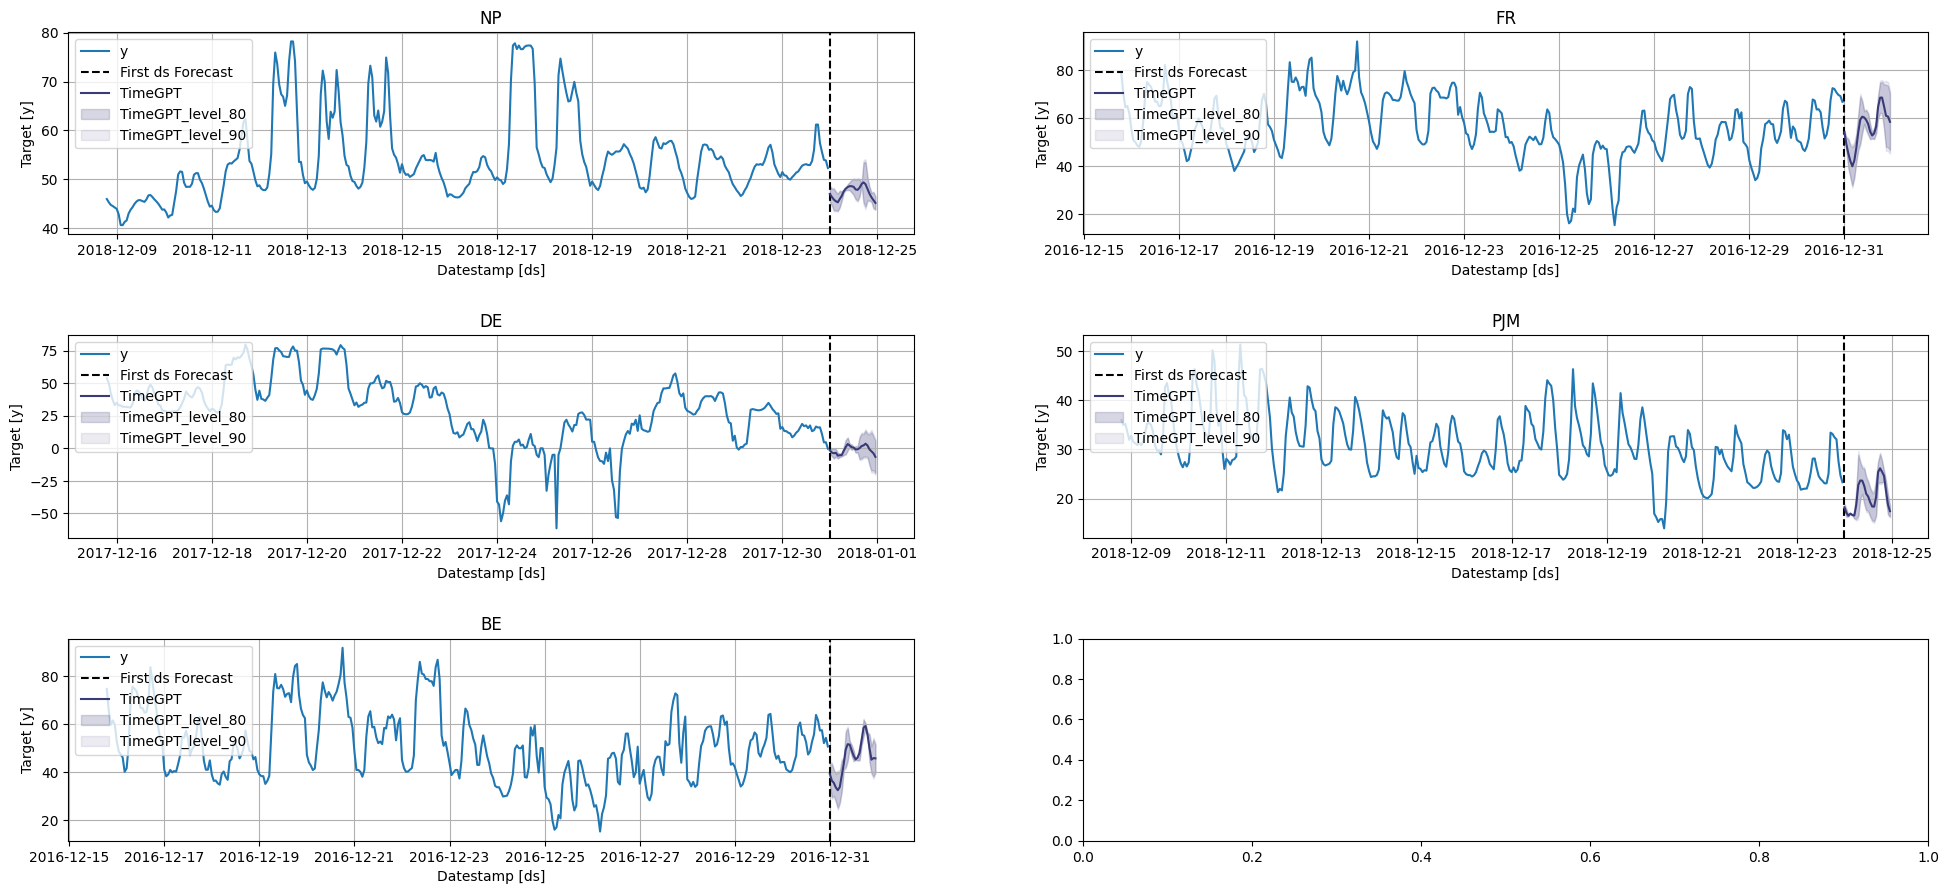 NP
80
70
60
50
40
Target [y]
y
First ds Forecast
TimeGPT
TimeGPT_level_80
TimeGPT_level_90
2018-12-09 2018-12-11 2018-12-13 2018-12-15 2018-12-17 2018-12-19 2018-12-21 2018-12-23 2018-12-25
Datestamp [ds]
FR
80
60
40
20
Target [y]
y
First ds Forecast
TimeGPT
TimeGPT_level_80
TimeGPT_level_90
2016-12-15 2016-12-17 2016-12-19 2016-12-21 2016-12-23 2016-12-25 2016-12-27 2016-12-29 2016-12-31
Datestamp [ds]
DE
75
50
25
0
−25
−50
Target [y]
y
First ds Forecast
TimeGPT
TimeGPT_level_80
TimeGPT_level_90
2017-12-16 2017-12-18 2017-12-20 2017-12-22 2017-12-24 2017-12-26 2017-12-28 2017-12-30 2018-01-01
Datestamp [ds]
PJM
50
40
30
20
Target [y]
y
First ds Forecast
TimeGPT
TimeGPT_level_80
TimeGPT_level_90
2018-12-09 2018-12-11 2018-12-13 2018-12-15 2018-12-17 2018-12-19 2018-12-21 2018-12-23 2018-12-25
Datestamp [ds]
BE
80
60
40
20
Target [y]
y
First ds Forecast
TimeGPT
TimeGPT_level_80
TimeGPT_level_90
2016-12-15 2016-12-17 2016-12-19 2016-12-21 2016-12-23 2016-12-25 2016-12-27 2016-12-29 2016-12-31
Datestamp [ds]
1.0
0.8
0.6
0.4
0.2
0.0
0.0 0.2 0.4 0.6 0.8 1.0